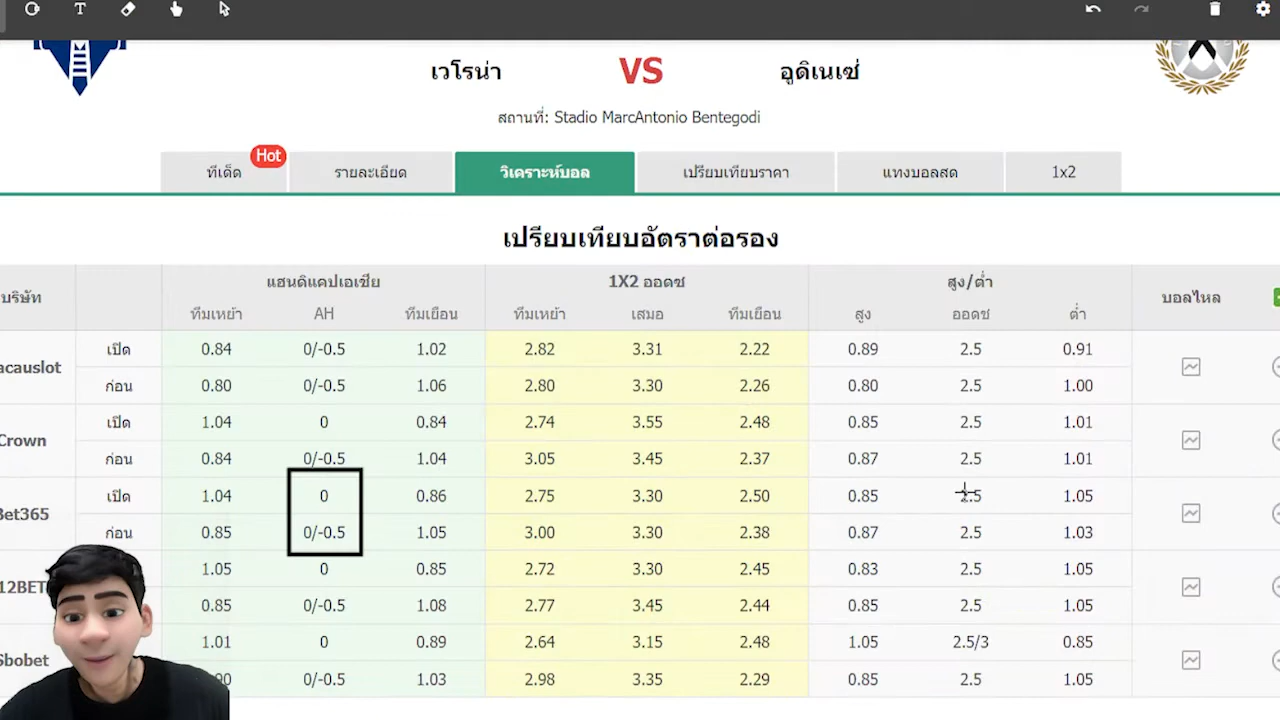 T
เวโรน่า VS อูดิเนเซ่
สถานที่: Stadio MarcAntonio Bentegodi
ทีเด็ด Hot รายละเอียด วิเคราะห์บอล เปรียบเทียบราคา แทงบอลสด 1x2
เปรียบเทียบอัตราต่อรอง
บริษัท แฮนดิแคปเอเชีย 1X2 ออดซ สูง/ต่ำ บอลไหล
ทีมเหย้า AH ทีมเยือน ทีมเหย้า เสมอ ทีมเยือน สูง ออดซ ต่ำ
acauslot
เปิด 0.84 0/-0.5 1.02 2.82 3.31 2.22 0.89 2.5 0.91
ก่อน 0.80 0/-0.5 1.06 2.80 3.30 2.26 0.80 2.5 1.00
Crown
เปิด 1.04 0 0.84 2.74 3.55 2.48 0.85 2.5 1.01
ก่อน 0.84 0/-0.5 1.04 3.05 3.45 2.37 0.87 2.5 1.01
Bet365
เปิด 1.04 0 0.86 2.75 3.30 2.50 0.85 2.5 1.05
ก่อน 0.85 0/-0.5 1.05 3.00 3.30 2.38 0.87 2.5 1.03
12BET
1.05 0 0.85 2.72 3.30 2.45 0.83 2.5 1.05
0.85 0/-0.5 1.08 2.77 3.45 2.44 0.85 2.5 1.05
Sbobet
1.01 0 0.89 2.64 3.15 2.48 1.05 2.5/3 0.85
0/-0.5 1.03 2.98 3.35 2.29 0.85 2.5 1.05